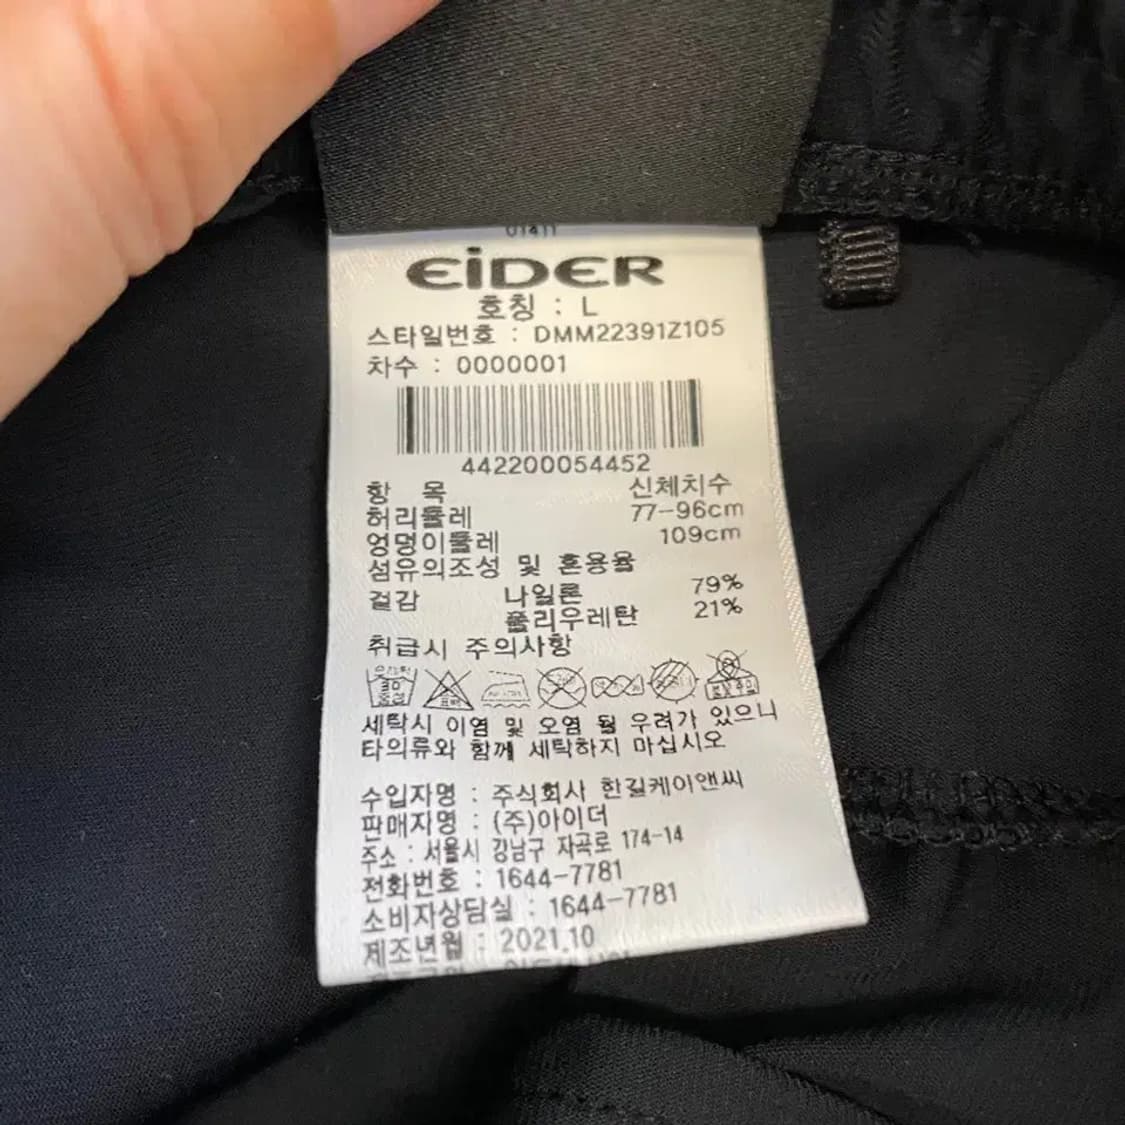 01411
EiDER
호칭 : L
스타일번호 : DMM22391Z105
차수 : 0000001
442200054452
항 목 신체치수
허리둘레 77-96cm
엉덩이둘레 109cm
섬유의조성 및 혼용율
겉감 나일론 79%
폴리우레탄 21%
취급시 주의사항
세탁시 이염 및 오염 될 우려가 있으니
타의류와 함께 세탁하지 마십시오
수입자명 : 주식회사 한길케이앤씨
판매자명 : (주)아이더
주소 : 서울시 강남구 자곡로 174-14
전화번호 : 1644-7781
소비자상담실 : 1644-7781
제조년월 : 2021.10